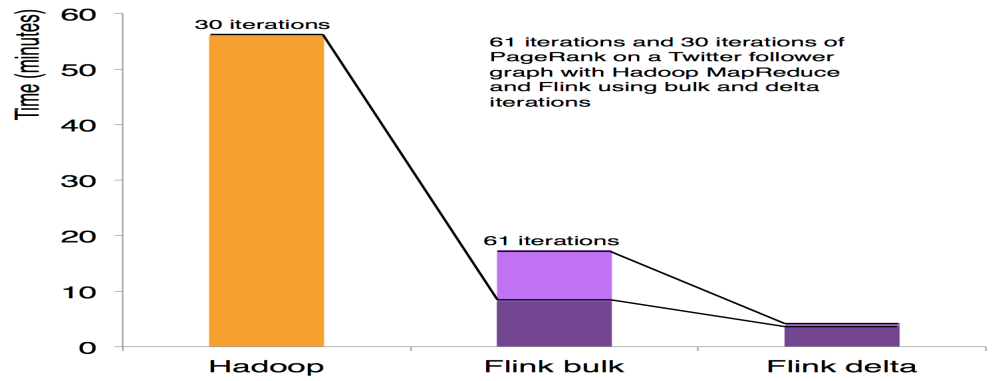 Time (minutes)
60
50
40
30
20
10
0
30 iterations
61 iterations and 30 iterations of
PageRank on a Twitter follower
graph with Hadoop MapReduce
and Flink using bulk and delta
iterations
61 iterations
Hadoop
Flink bulk
Flink delta